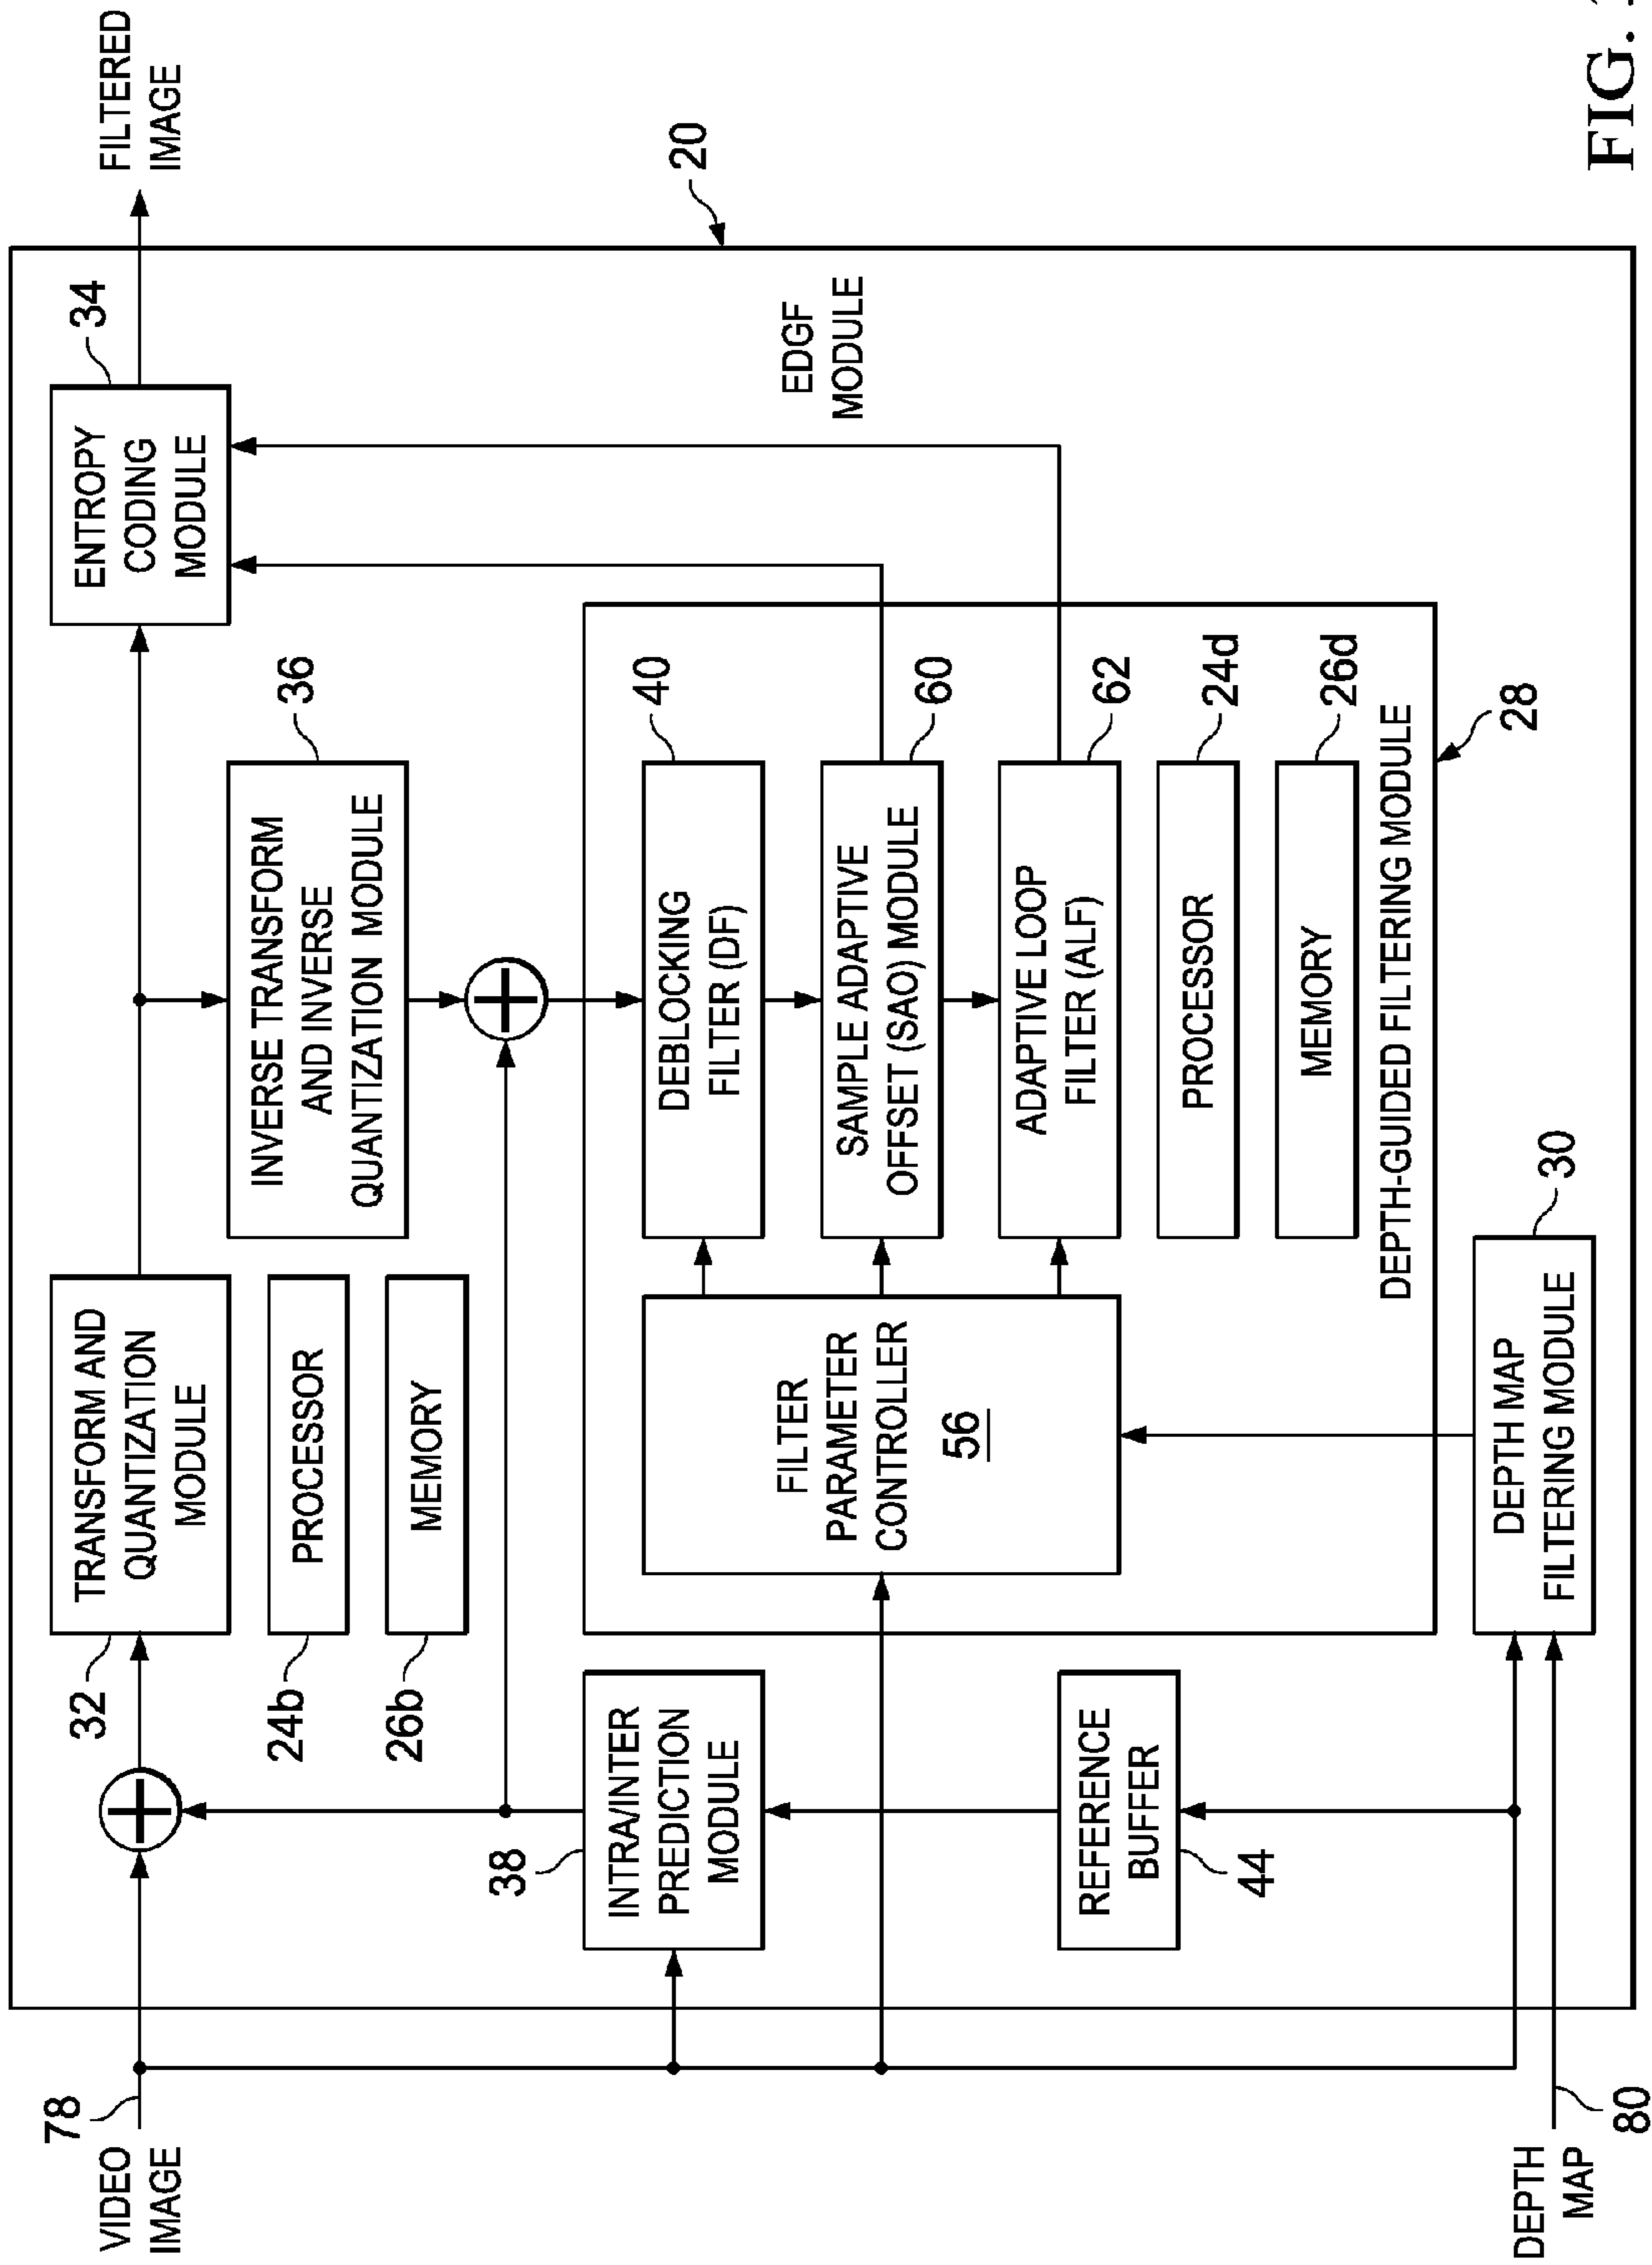 VIDEO
IMAGE
78
FILTERED
IMAGE
32
TRANSFORM AND
QUANTIZATION
MODULE
ENTROPY
CODING
MODULE
34
24b
PROCESSOR
26b
MEMORY
INVERSE TRANSFORM
AND INVERSE
QUANTIZATION MODULE
36
20
38
INTRA/INTER
PREDICTION
MODULE
FILTER
PARAMETER
CONTROLLER
56
DEBLOCKING
FILTER (DF)
40
SAMPLE ADAPTIVE
OFFSET (SAO) MODULE
60
ADAPTIVE LOOP
FILTER (ALF)
62
PROCESSOR
24d
MEMORY
26d
DEPTH-GUIDED FILTERING MODULE
28
EDGF
MODULE
REFERENCE
BUFFER
44
DEPTH MAP
FILTERING MODULE
30
DEPTH
MAP
80
FIG.